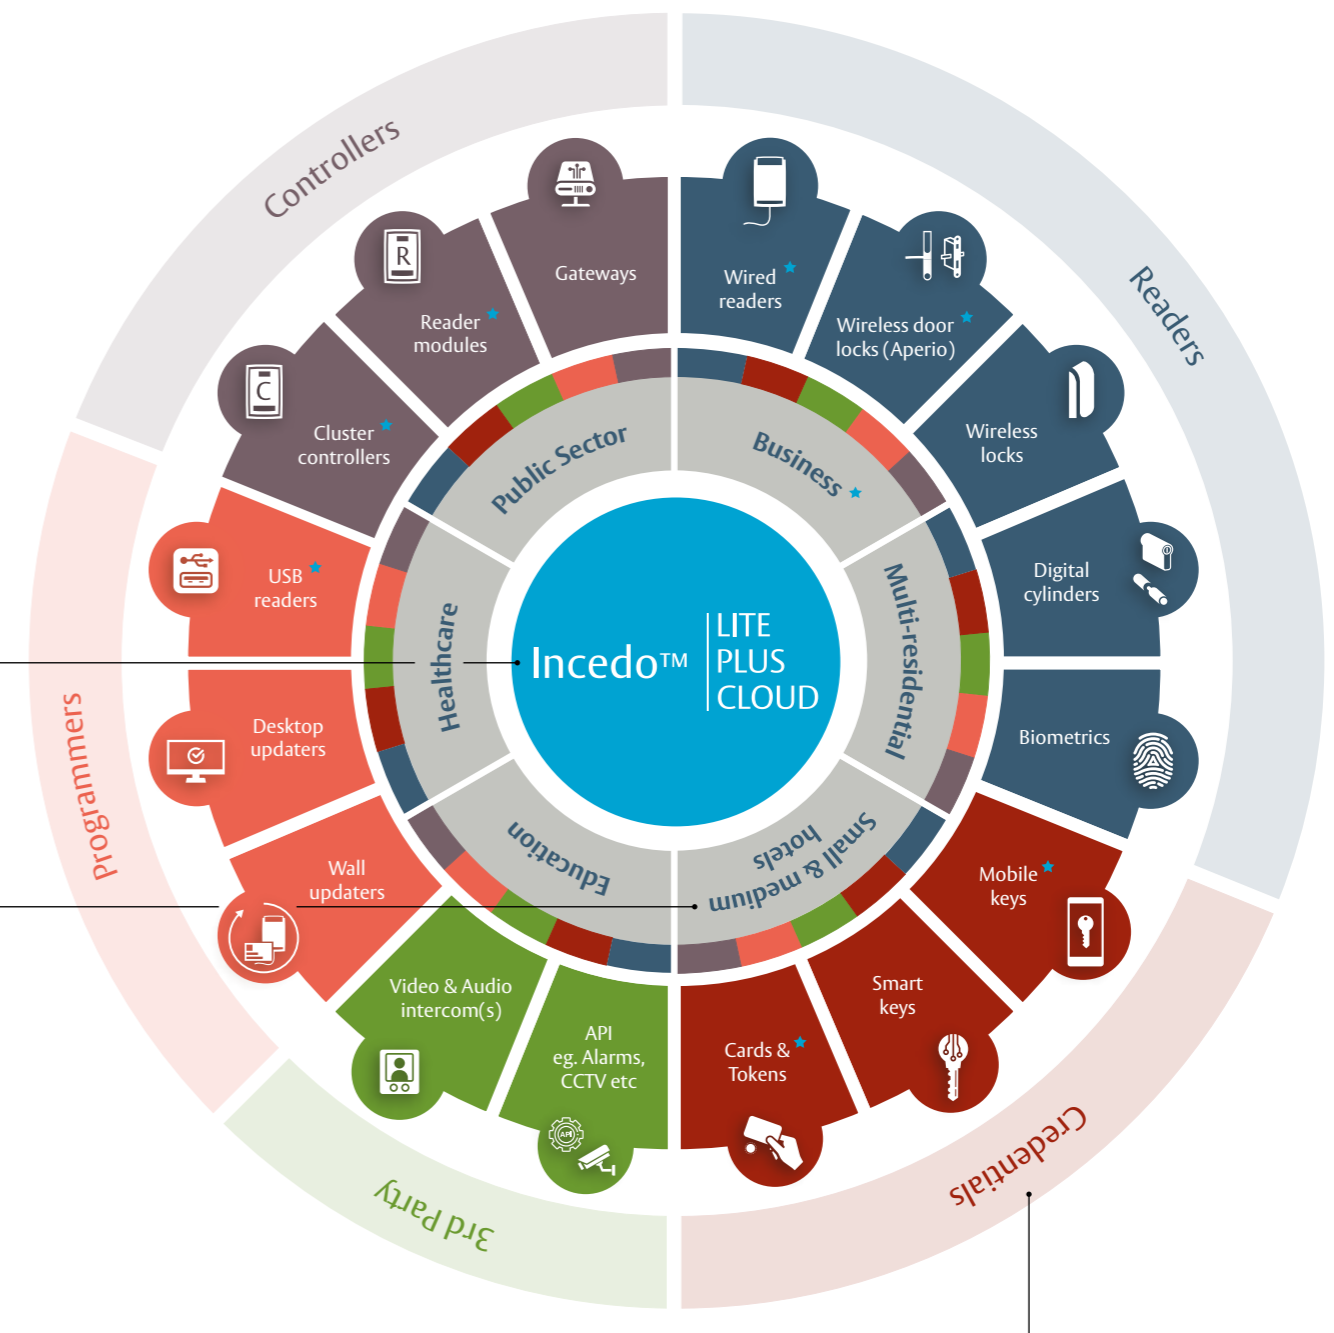 Controllers
Readers
Credentials
3rd Party
Programmers
Gateways
Reader
modules
Cluster
controllers
USB
readers
Desktop
updaters
Wall
updaters
Video & Audio
intercom(s)
API
eg. Alarms,
CCTV etc
Cards &
Tokens
Smart
keys
Mobile
keys
Biometrics
Digital
cylinders
Wireless
locks
Wireless door
locks (Aperio)
Wired
readers
R
C
API
Public Sector
Business
Multi-residential
Small & medium
hotels
Education
Healthcare
Incedo™
LITE
PLUS
CLOUD